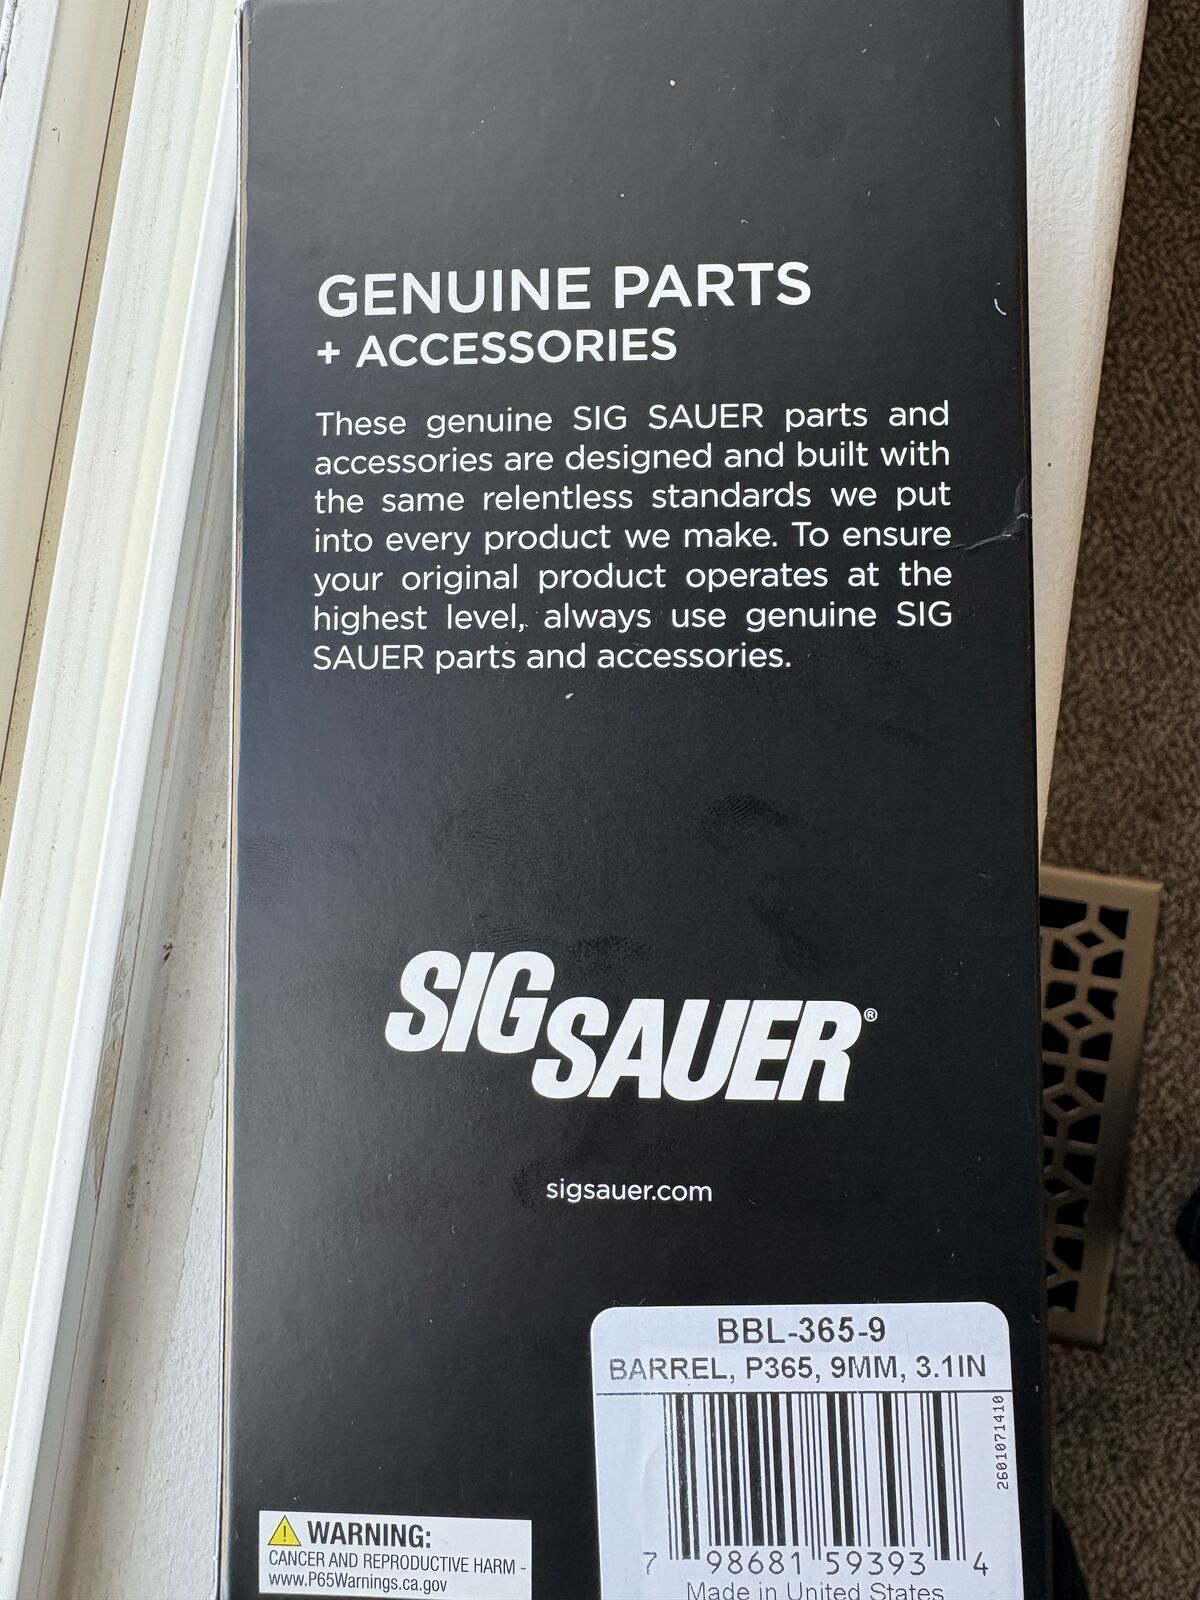 GENUINE PARTS
+ ACCESSORIES
These genuine SIG SAUER parts and
accessories are designed and built with
the same relentless standards we put
into every product we make. To ensure
your original product operates at the
highest level, always use genuine SIG
SAUER parts and accessories.
SIG SAUER®
sigsauer.com
BBL-365-9
BARREL, P365, 9MM, 3.1IN
2601071410
7 98681 59393 4
Made in United States
⚠ WARNING:
CANCER AND REPRODUCTIVE HARM -
www.P65Warnings.ca.gov